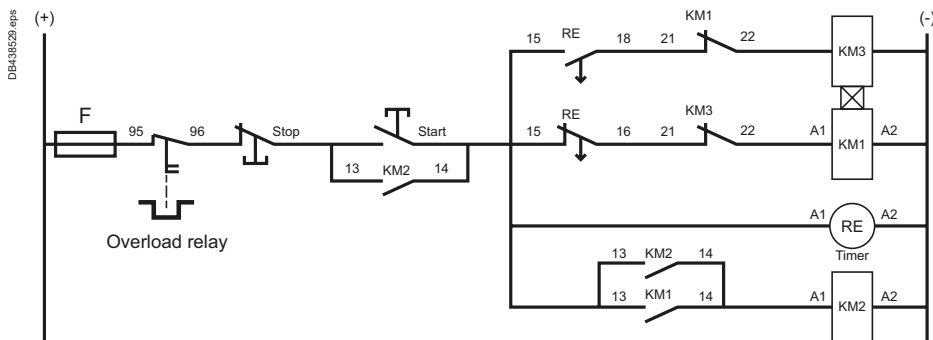 DB438529.eps
(+)
(-)
KM1
15 RE 18 21 22
KM3
F
95 96 Stop Start
15 RE 16 21 KM3 22 A1 KM1 A2
13 KM2 14
Overload relay
A1 RE A2
Timer
13 KM2 14
13 KM1 14 A1 KM2 A2